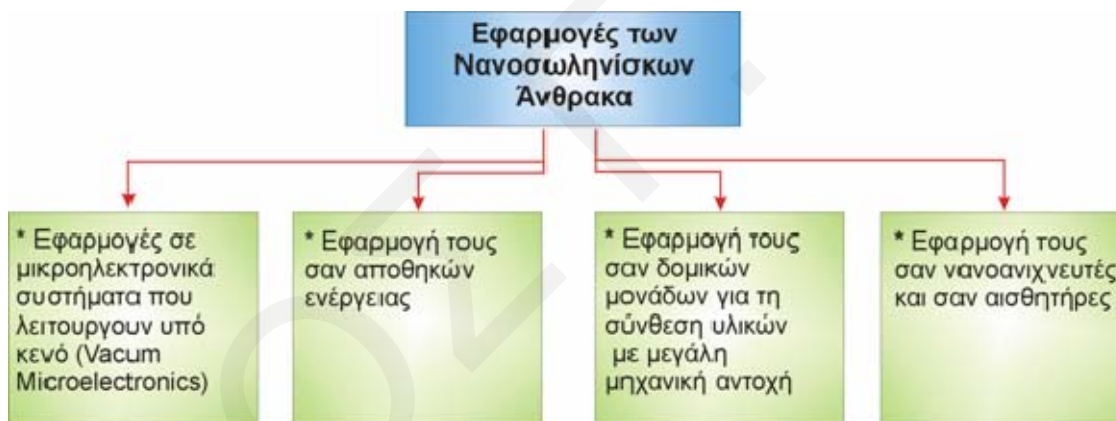 Εφαρμογές των
Νανοσωληνίσκων
Άνθρακα
* Εφαρμογές σε
μικροηλεκτρονικά
συστήματα που
λειτουργουν υπό
κενό (Vacum
Microelectronics)
* Εφαρμογή τους
σαν αποθηκών
ενέργειας
* Εφαρμογή τους
σαν δομικών
μονάδων για τη
σύνθεση υλικών
με μεγάλη
μηχανική αντοχή
* Εφαρμογή τους
σαν νανοανιχνευτές
και σαν αισθητήρες